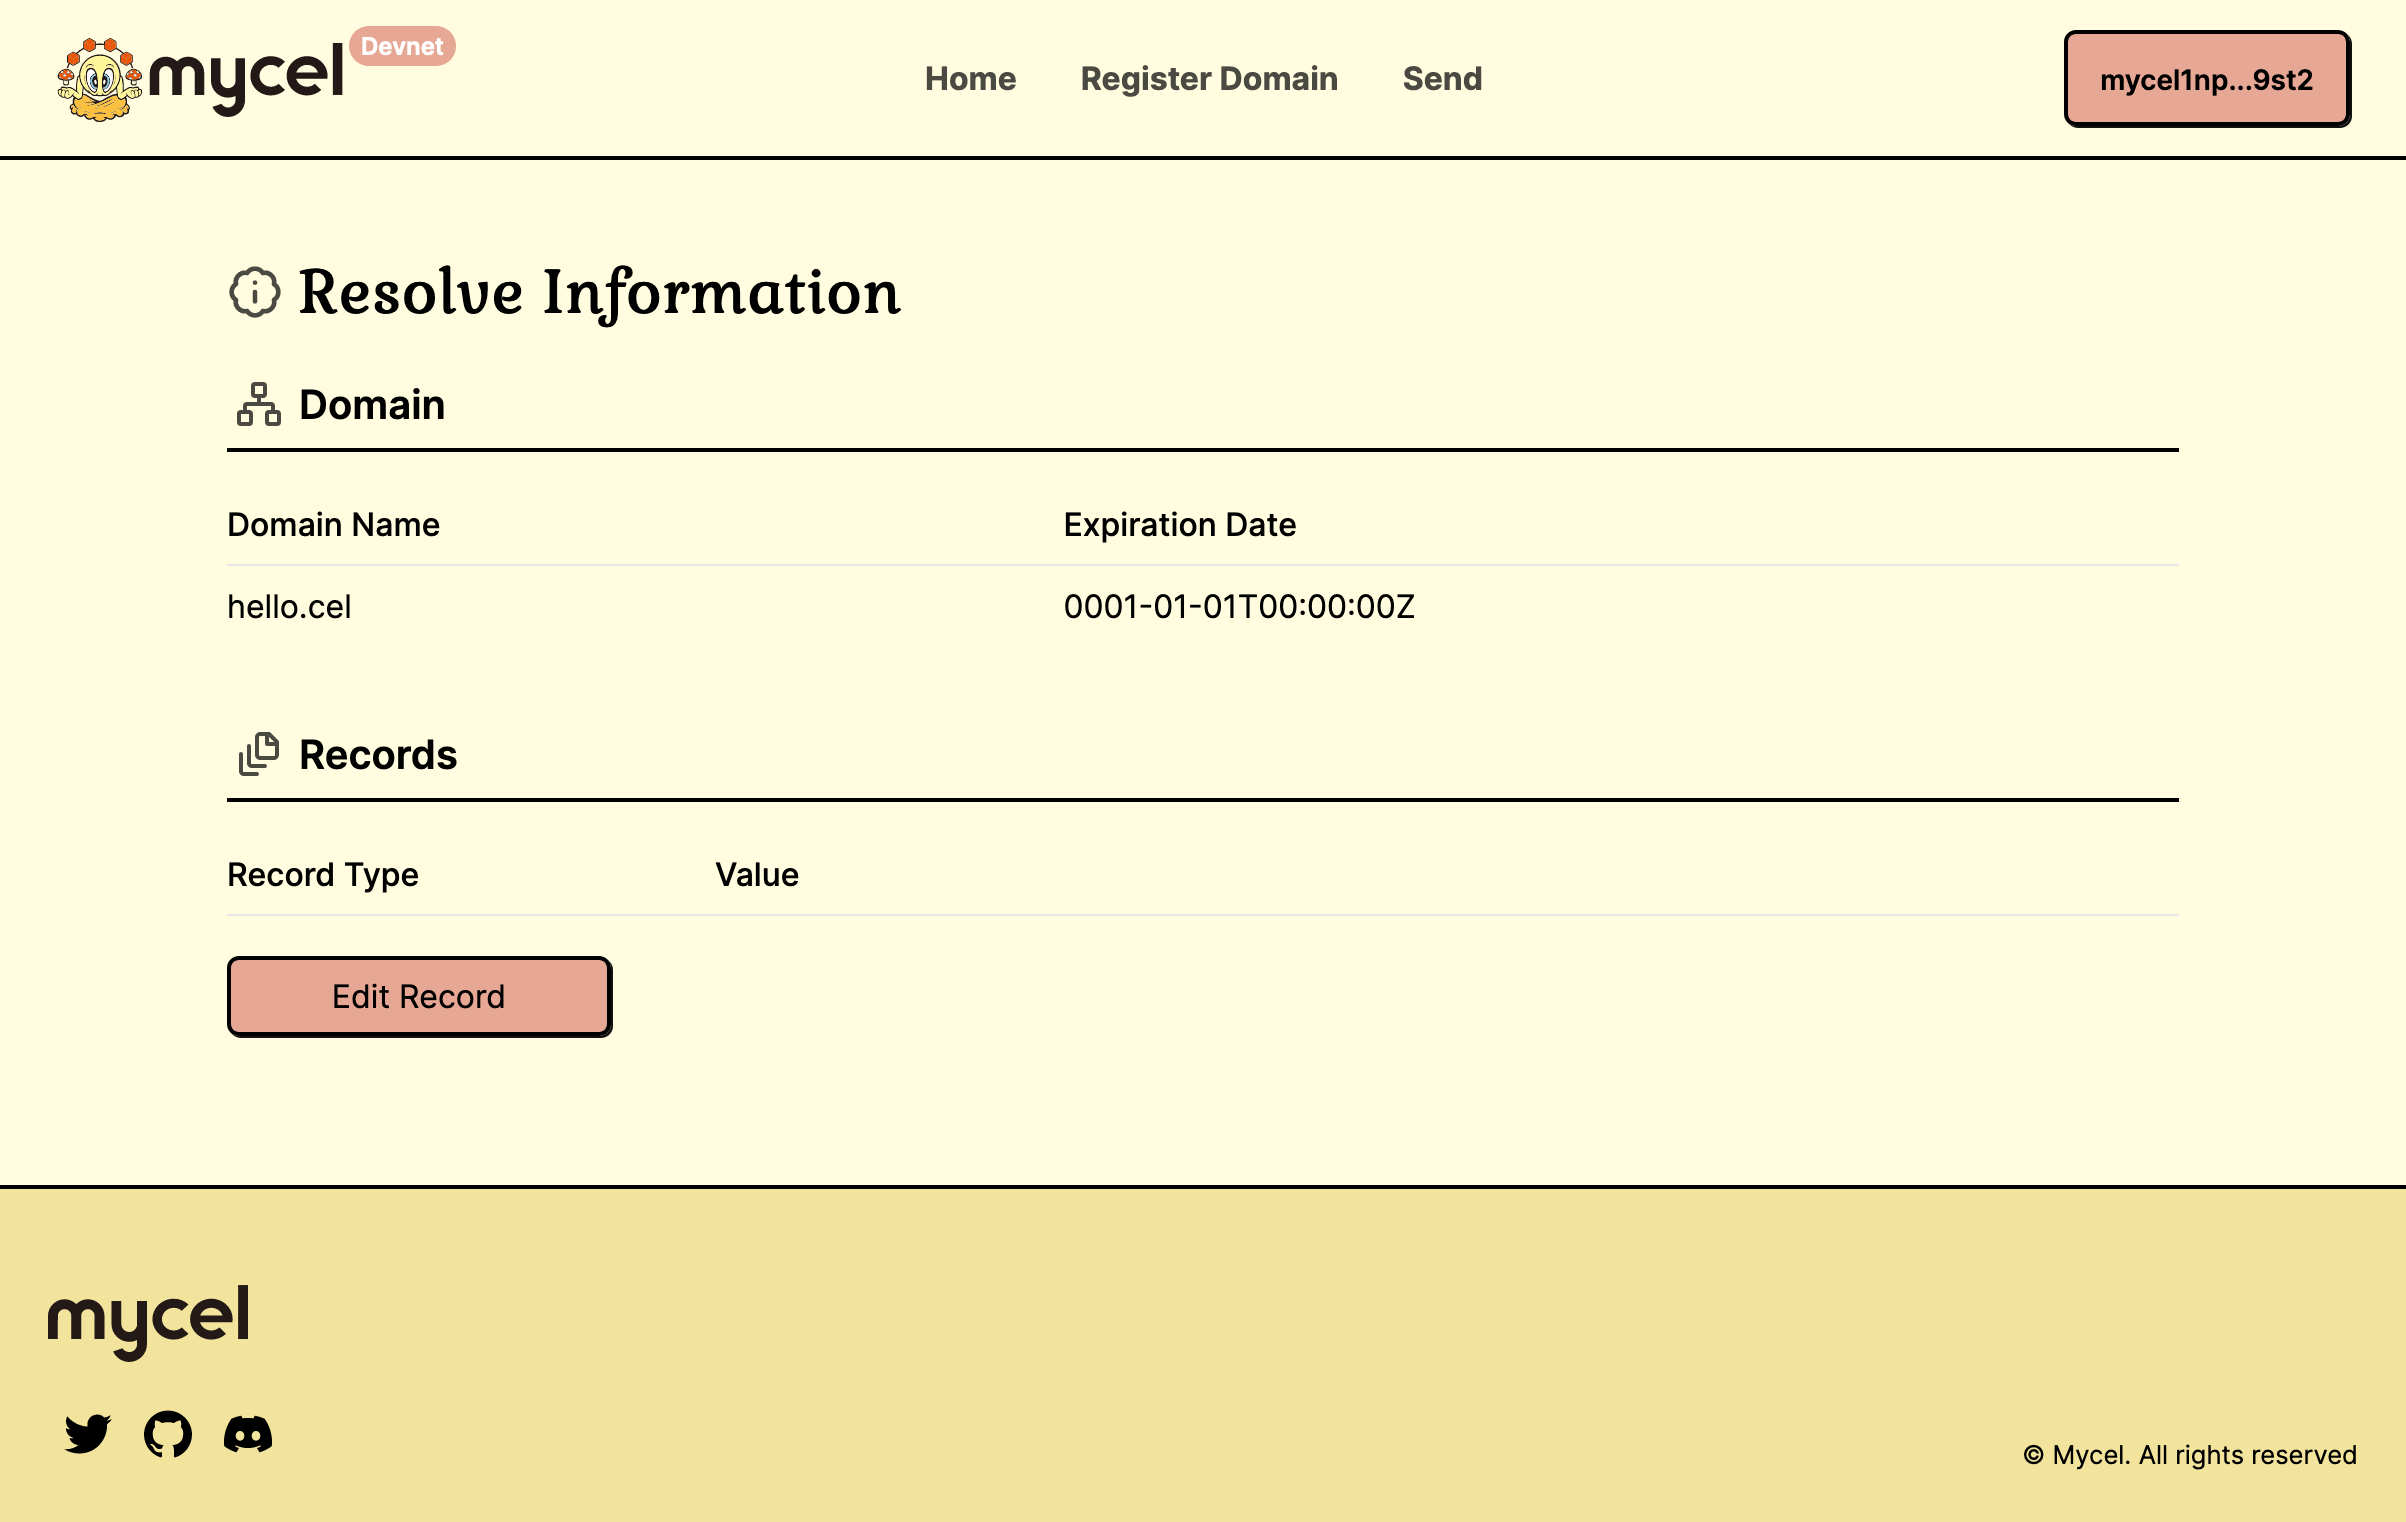 mycel Devnet
Home Register Domain Send
mycel1np...9st2
Resolve Information
Domain
Domain Name Expiration Date
hello.cel 0001-01-01T00:00:00Z
Records
Record Type Value
Edit Record
mycel
© Mycel. All rights reserved